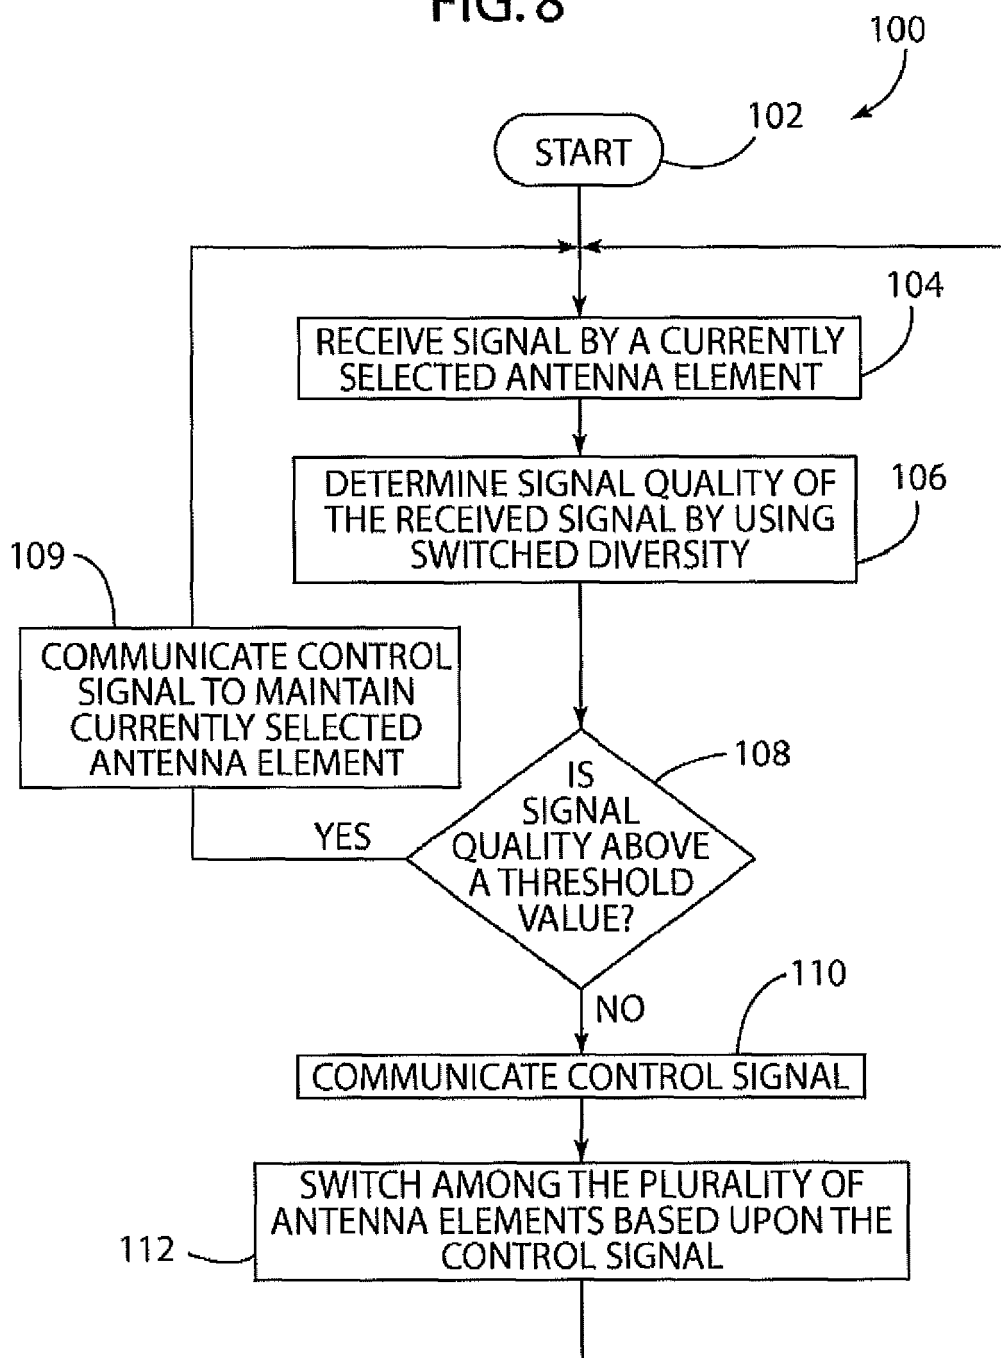 FIG. 8
100
102
START
104
RECEIVE SIGNAL BY A CURRENTLY
SELECTED ANTENNA ELEMENT
106
DETERMINE SIGNAL QUALITY OF
THE RECEIVED SIGNAL BY USING
SWITCHED DIVERSITY
109
COMMUNICATE CONTROL
SIGNAL TO MAINTAIN
CURRENTLY SELECTED
ANTENNA ELEMENT
108
IS
SIGNAL
QUALITY ABOVE
A THRESHOLD
VALUE?
YES
NO
110
COMMUNICATE CONTROL SIGNAL
SWITCH AMONG THE PLURALITY OF
ANTENNA ELEMENTS BASED UPON THE
CONTROL SIGNAL
112